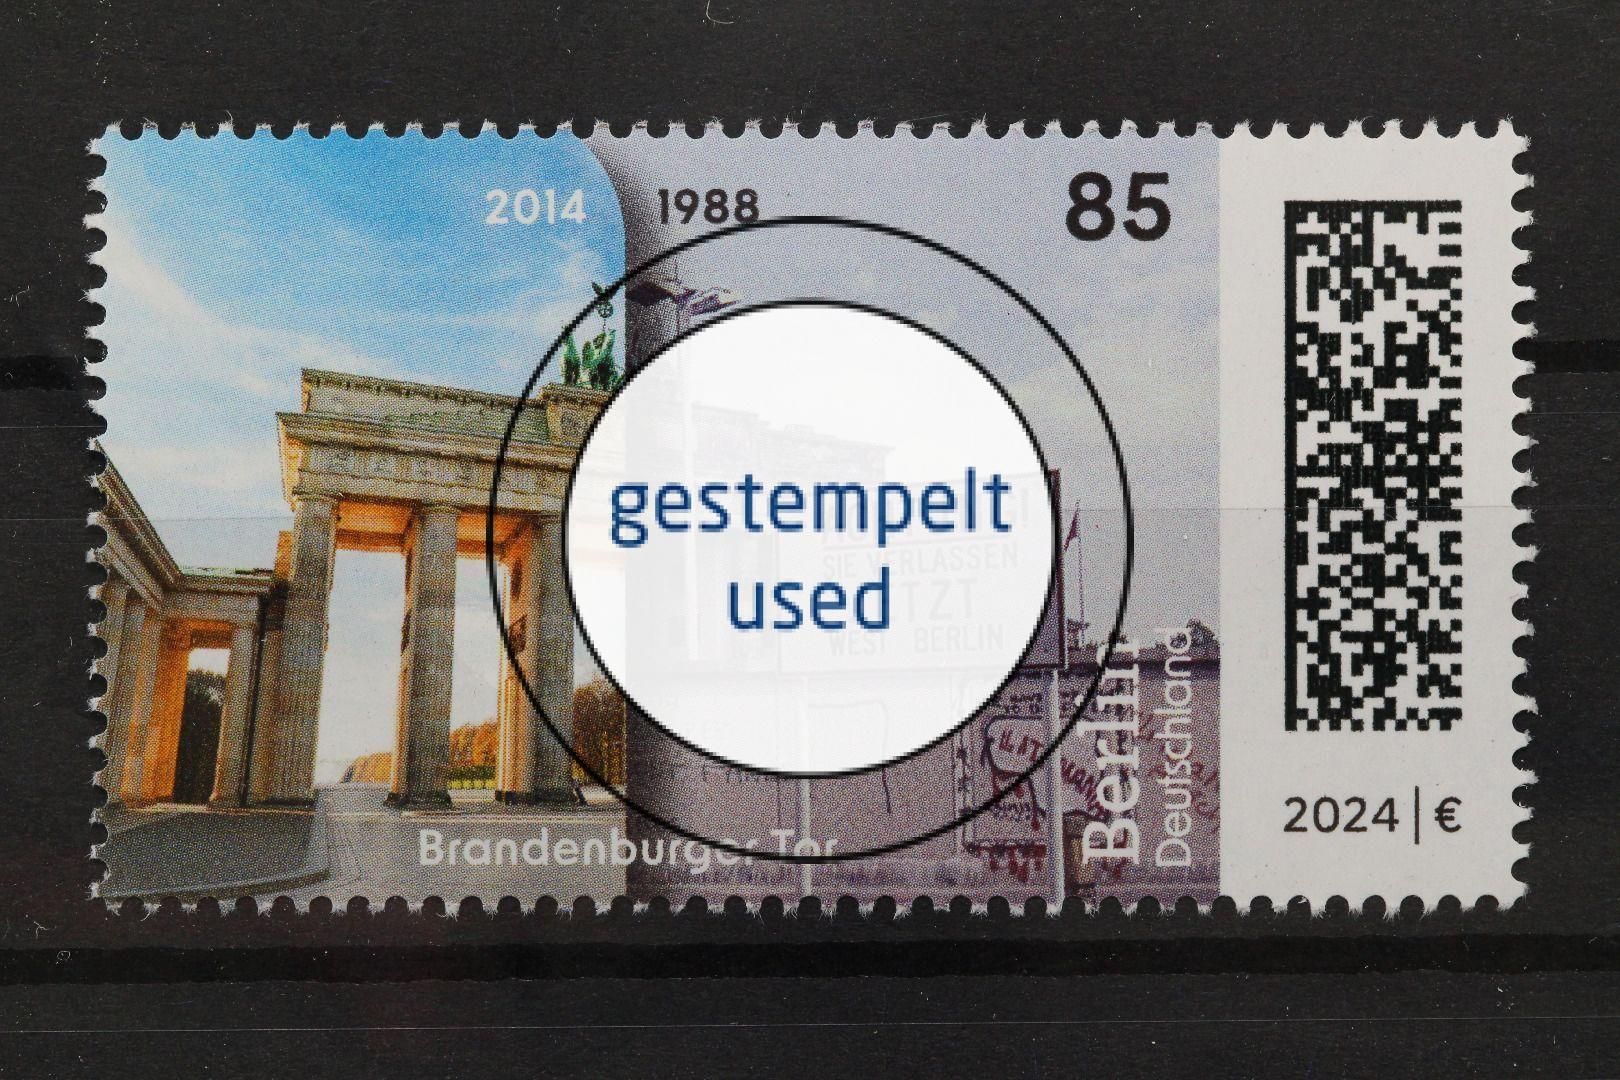 2014
1988
85
gestempelt
used
SIE VERLASSEN
TZT
WEST BERLIN
Brandenburger Tor
Berlin
Deutschland
2024 | €